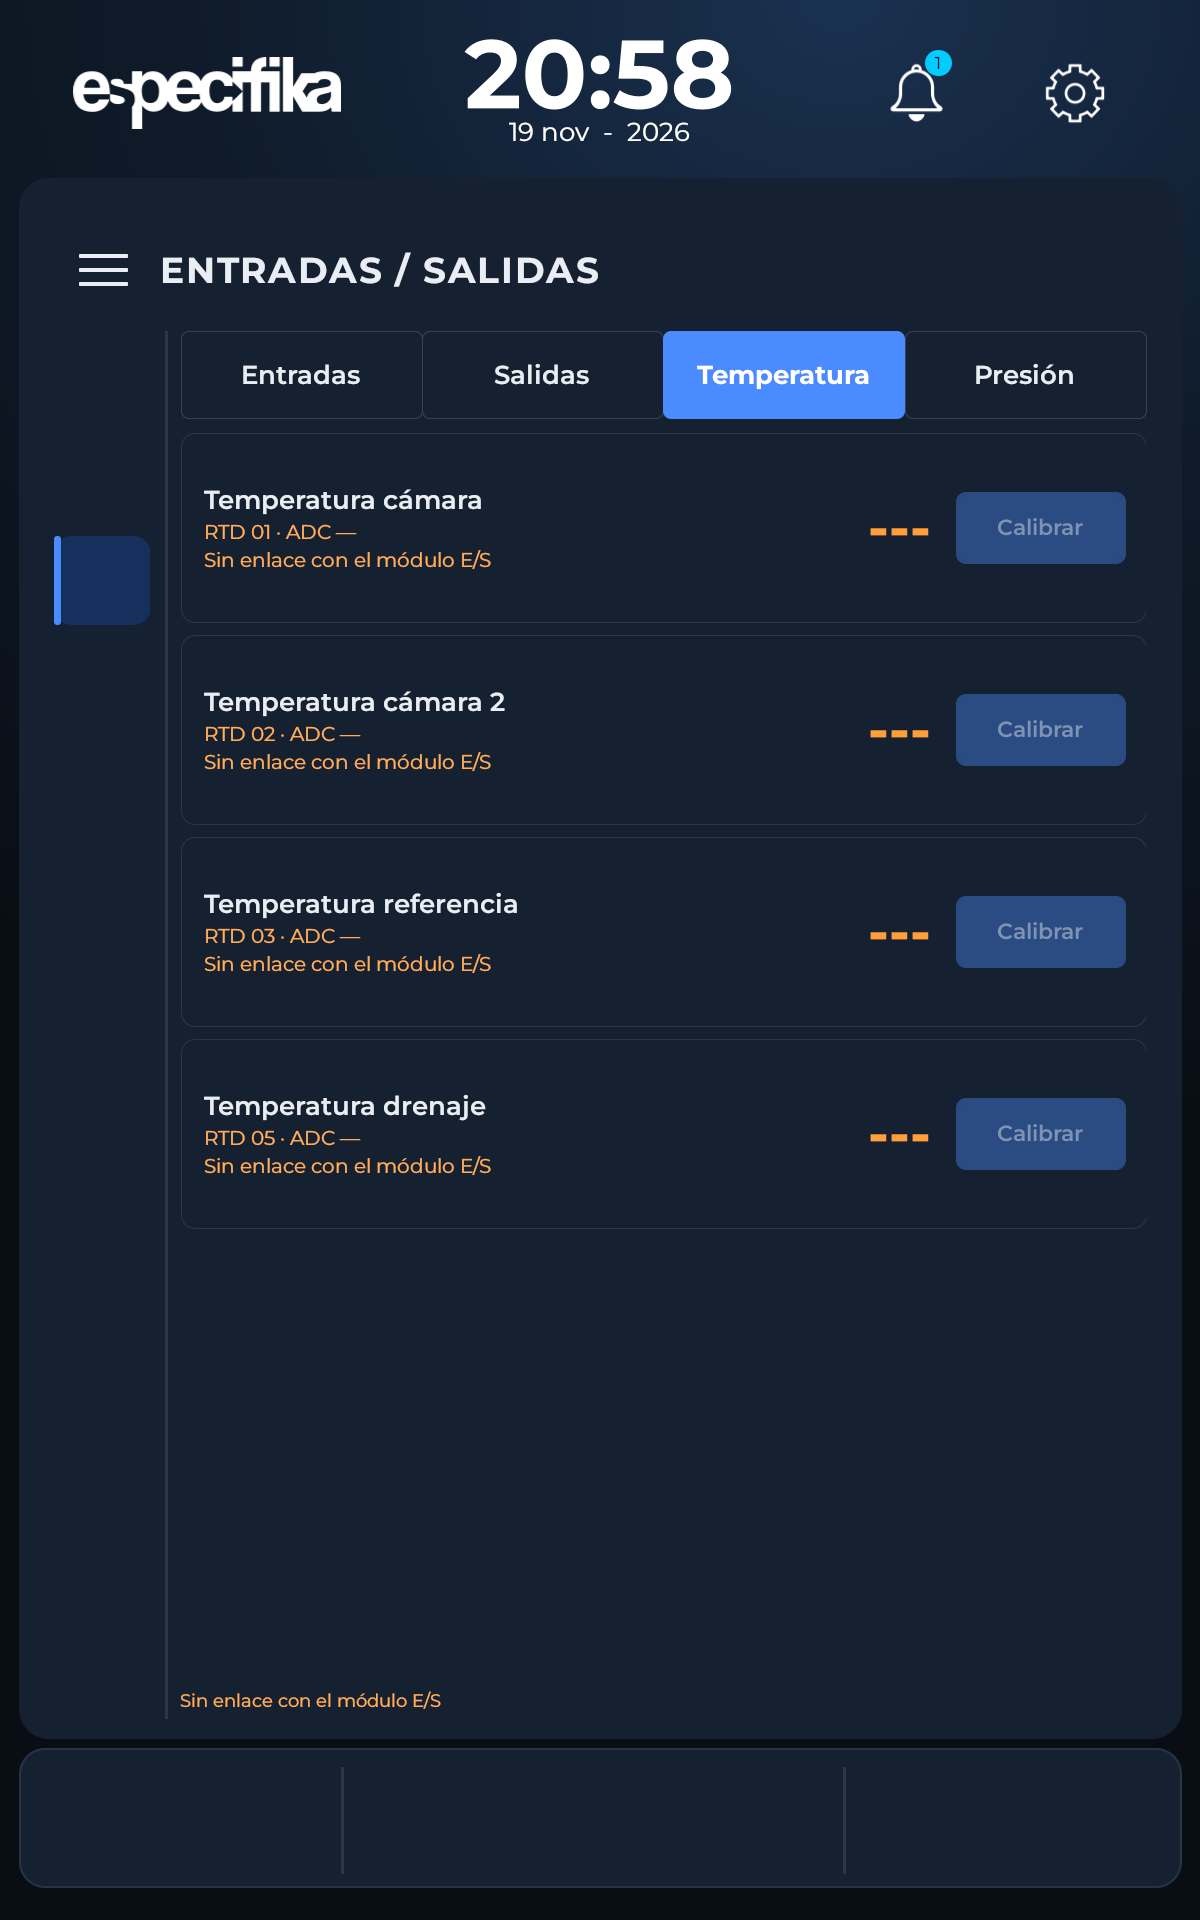 especifika
20:58
19 nov - 2026
1
ENTRADAS / SALIDAS
Entradas
Salidas
Temperatura
Presión
Temperatura cámara
RTD 01 · ADC —
Sin enlace con el módulo E/S
---
Calibrar
Temperatura cámara 2
RTD 02 · ADC —
Sin enlace con el módulo E/S
---
Calibrar
Temperatura referencia
RTD 03 · ADC —
Sin enlace con el módulo E/S
---
Calibrar
Temperatura drenaje
RTD 05 · ADC —
Sin enlace con el módulo E/S
---
Calibrar
Sin enlace con el módulo E/S